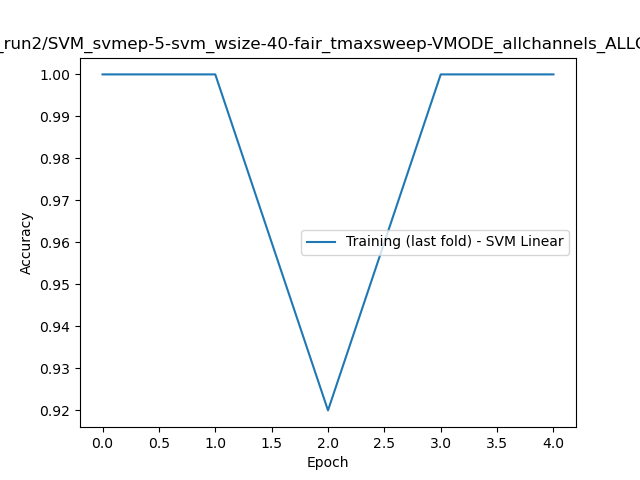 _run2/SVM_svmep-5-svm_wsize-40-fair_tmaxsweep-VMODE_allchannels_ALLC
1.00
0.99
0.98
0.97
0.96
0.95
0.94
0.93
0.92
Accuracy
Training (last fold) - SVM Linear
0.0 0.5 1.0 1.5 2.0 2.5 3.0 3.5 4.0
Epoch